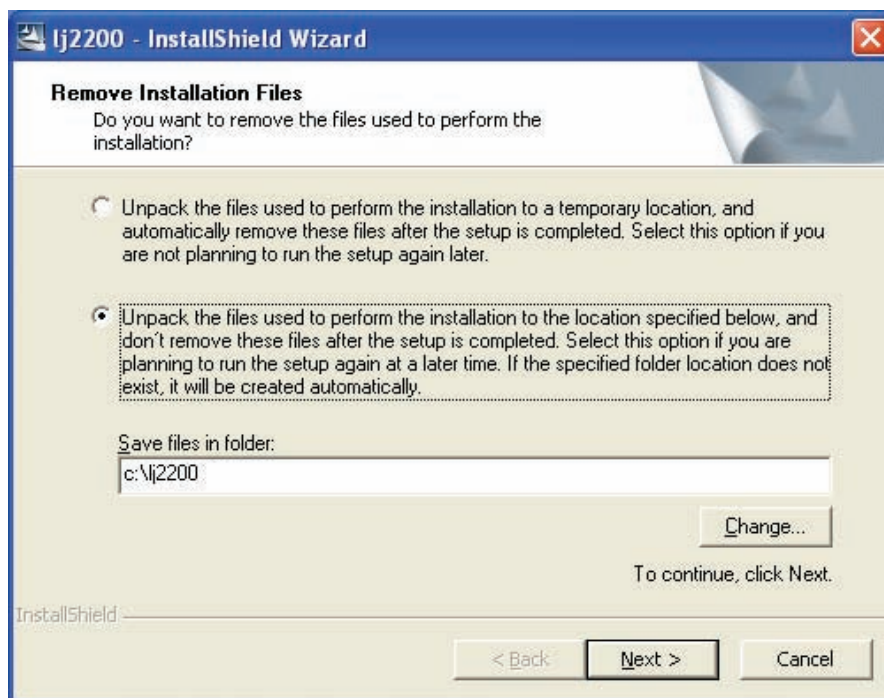 lj2200 - InstallShield Wizard
Remove Installation Files
Do you want to remove the files used to perform the
installation?
Unpack the files used to perform the installation to a temporary location, and
automatically remove these files after the setup is completed. Select this option if you
are not planning to run the setup again later.
Unpack the files used to perform the installation to the location specified below, and
don´t remove these files after the setup is completed. Select this option if you are
planning to run the setup again at a later time. If the specified folder location does not
exist, it will be created automatically.
Save files in folder:
c:\lj2200
Change...
To continue, click Next.
InstallShield
< Back
Next >
Cancel